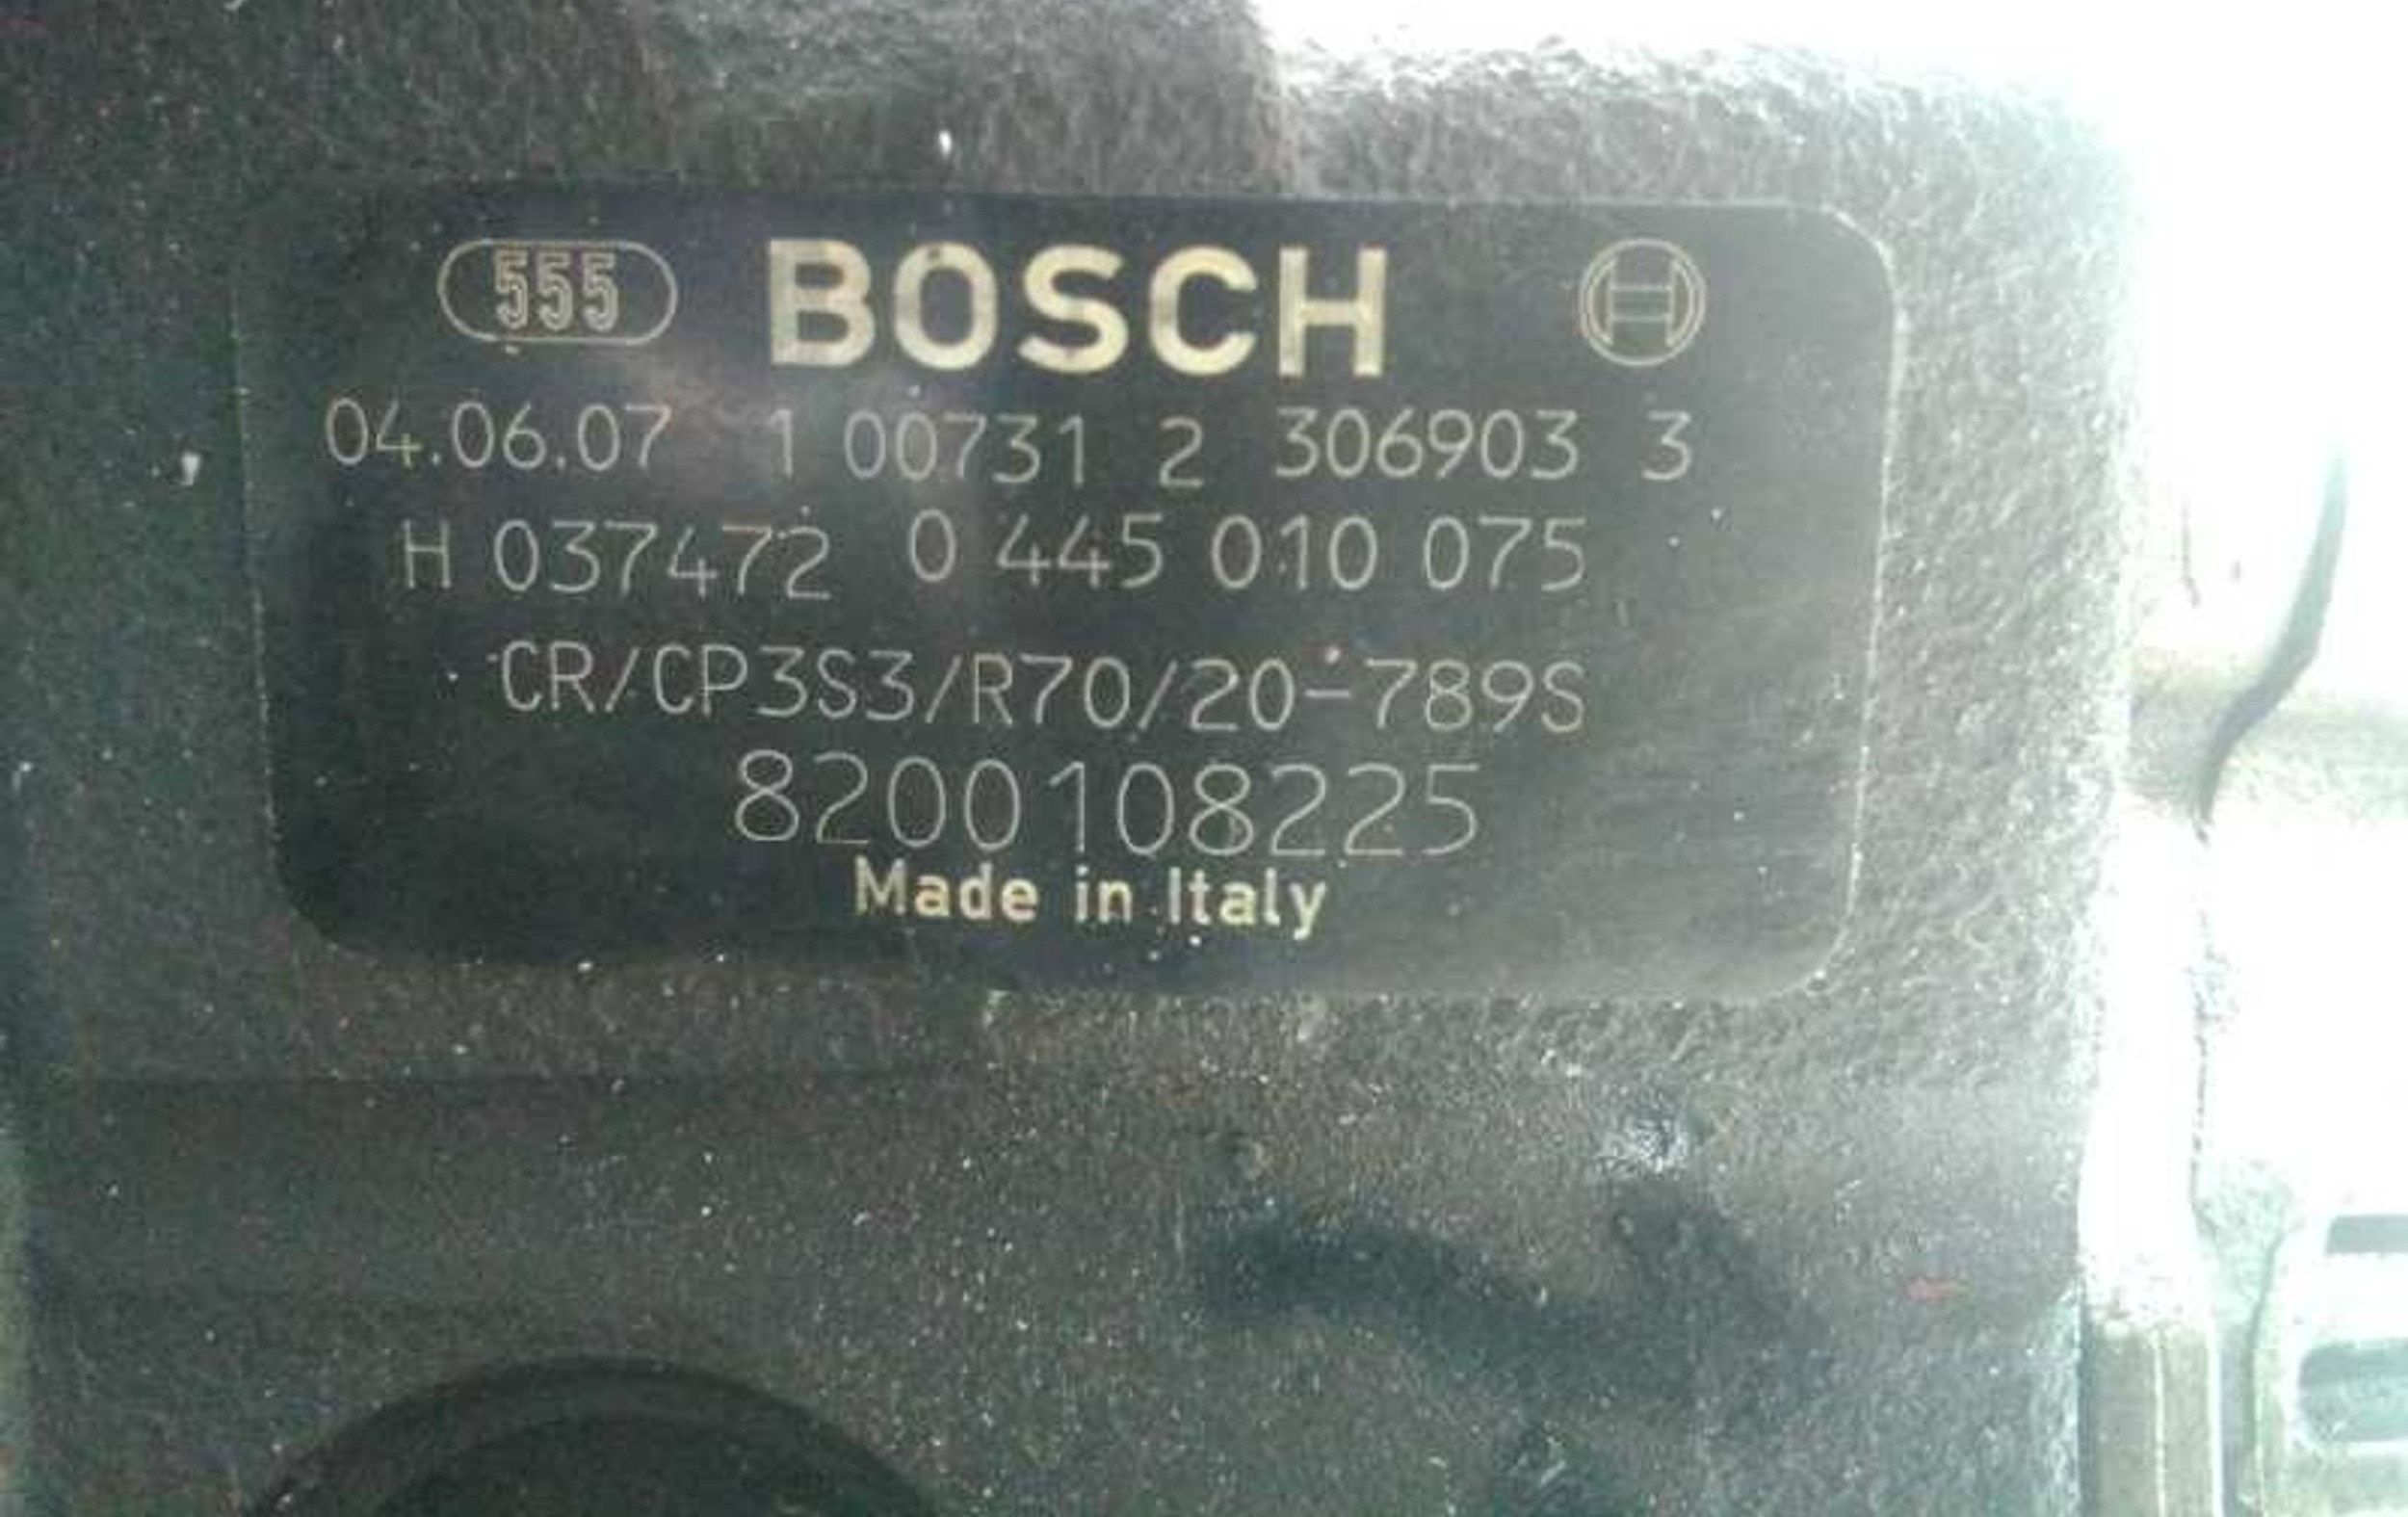 555 BOSCH
04.06.07 1 00731 2 306903 3
H 037472 0 445 010 075
CR/CP3S3/R70/20-789S
8200108225
Made in Italy